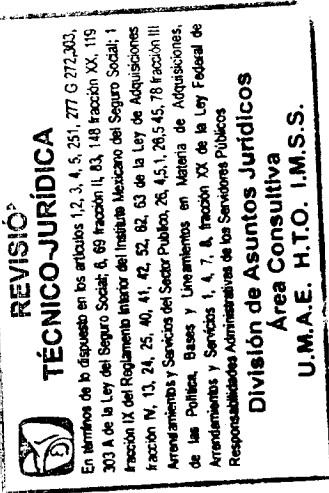 REVISIÓ
TÉCNICO-JURÍDICA
En términos de lo dispuesto en los artículos 1,2, 3, 4, 5, 251, 277 G 272,303,
303 A de la Ley del Seguro Social; 6, 69 fracción II, 83, 148 fracción XX, 119
fracción IX del Reglamento Interior del Instituto Mexicano del Seguro Social; 1
fracción IV, 13, 24, 25, 40, 41, 42, 52, 62, 63 de la Ley de Adquisiciones
Arrendamientos y Servicios del Sector Público, 26, 4.5.1, 26,5 45, 78 fracción III
de las Política, Bases y Lineamientos en Materia de Adquisiciones,
Arrendamientos y Servicios 1, 4, 7, 8, fracción XX de la Ley Federal de
Responsabilidades Administrativas de los Servidores Públicos
División de Asuntos Jurídicos
Área Consultiva
U.M.A.E. H.T.O. I.M.S.S.